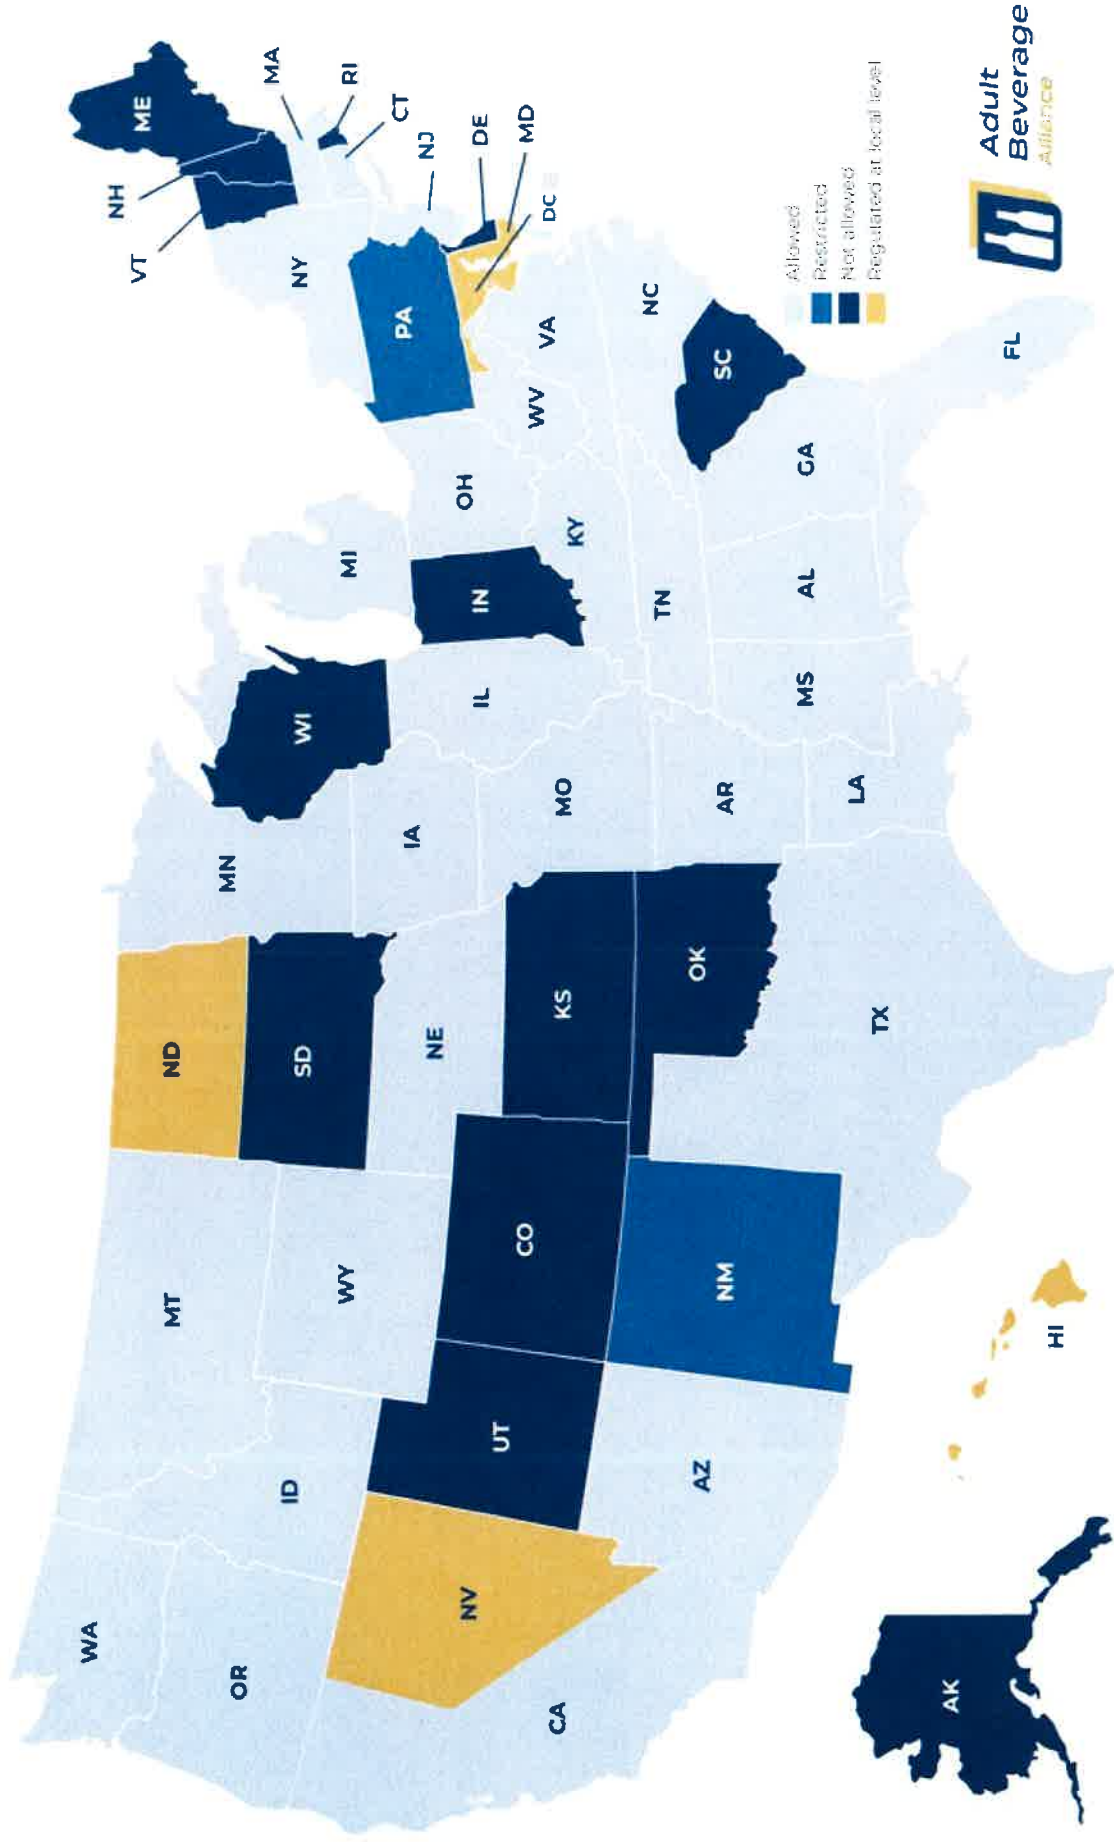 WA
OR
CA
NV
ID
MT
WY
UT
AZ
CO
NM
ND
SD
NE
KS
OK
TX
MN
IA
MO
AR
LA
WI
IL
MS
MI
IN
KY
TN
AL
OH
WV
VA
NC
SC
GA
FL
PA
NY
VT
NH
ME
MA
RI
CT
NJ
DE
MD
DC
AK
HI
Allowed
Restricted
Not allowed
Regulated at local level
Adult
Beverage
Alliance